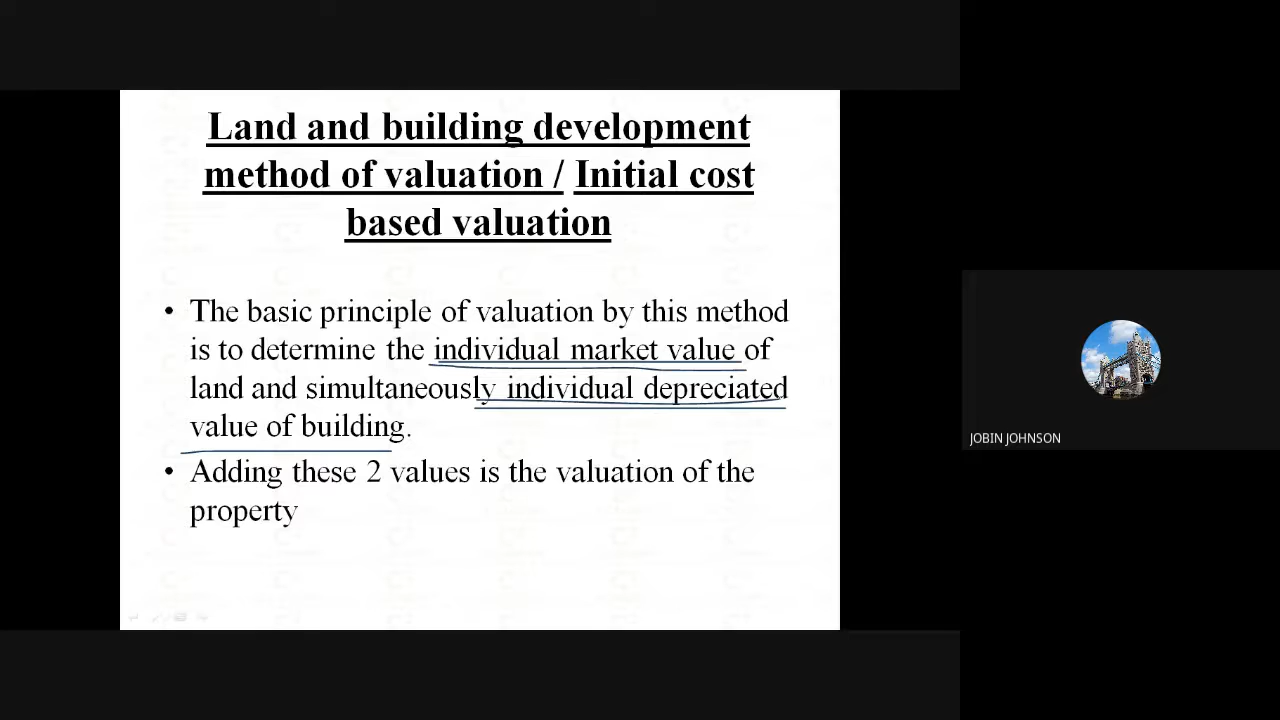 Land and building development
method of valuation / Initial cost
based valuation
• The basic principle of valuation by this method
is to determine the individual market value of
land and simultaneously individual depreciated
value of building.
• Adding these 2 values is the valuation of the
property
JOBIN JOHNSON